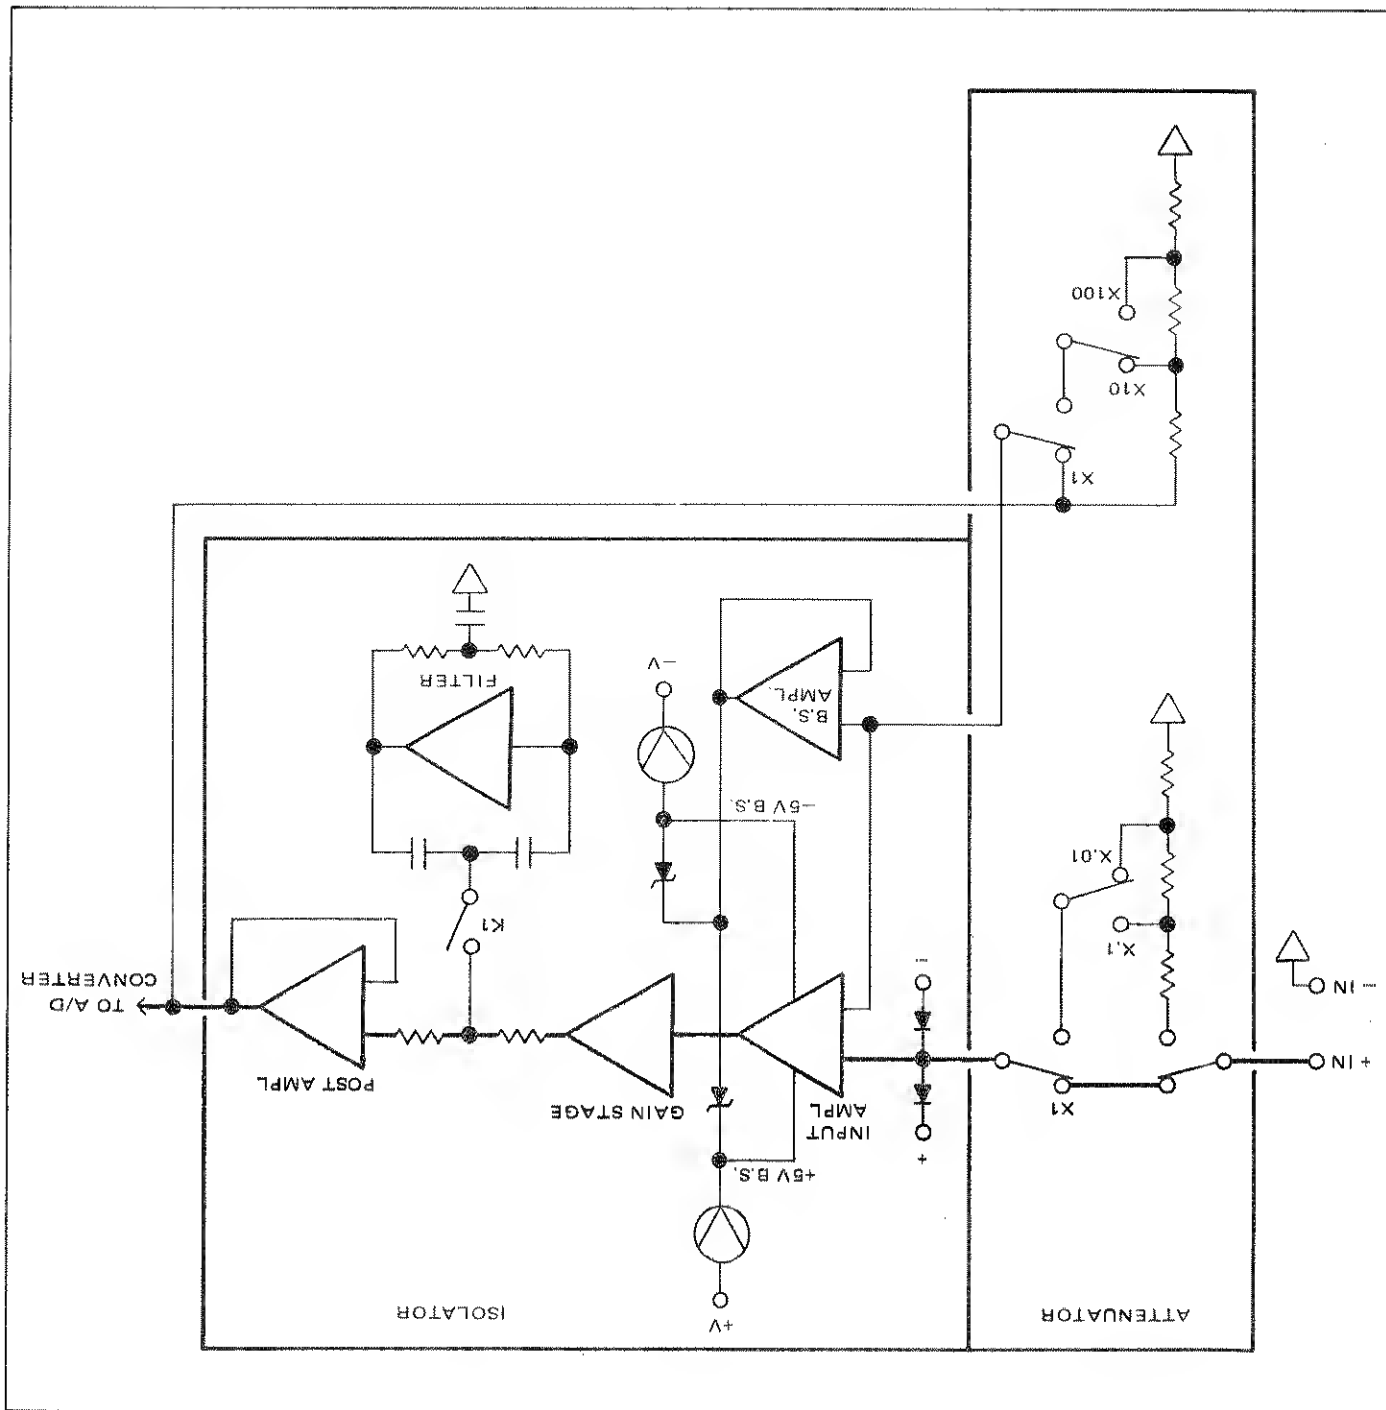 ATTENUATOR
ISOLATOR
+V
+5V B.S.
+
INPUT
AMPL
GAIN STAGE
POST AMPL
X1
+ IN
− IN
TO A/D
CONVERTER
K1
−
X.1
X.01
−5V B.S.
B.S.
AMPL.
−V
FILTER
X1
X10
X100